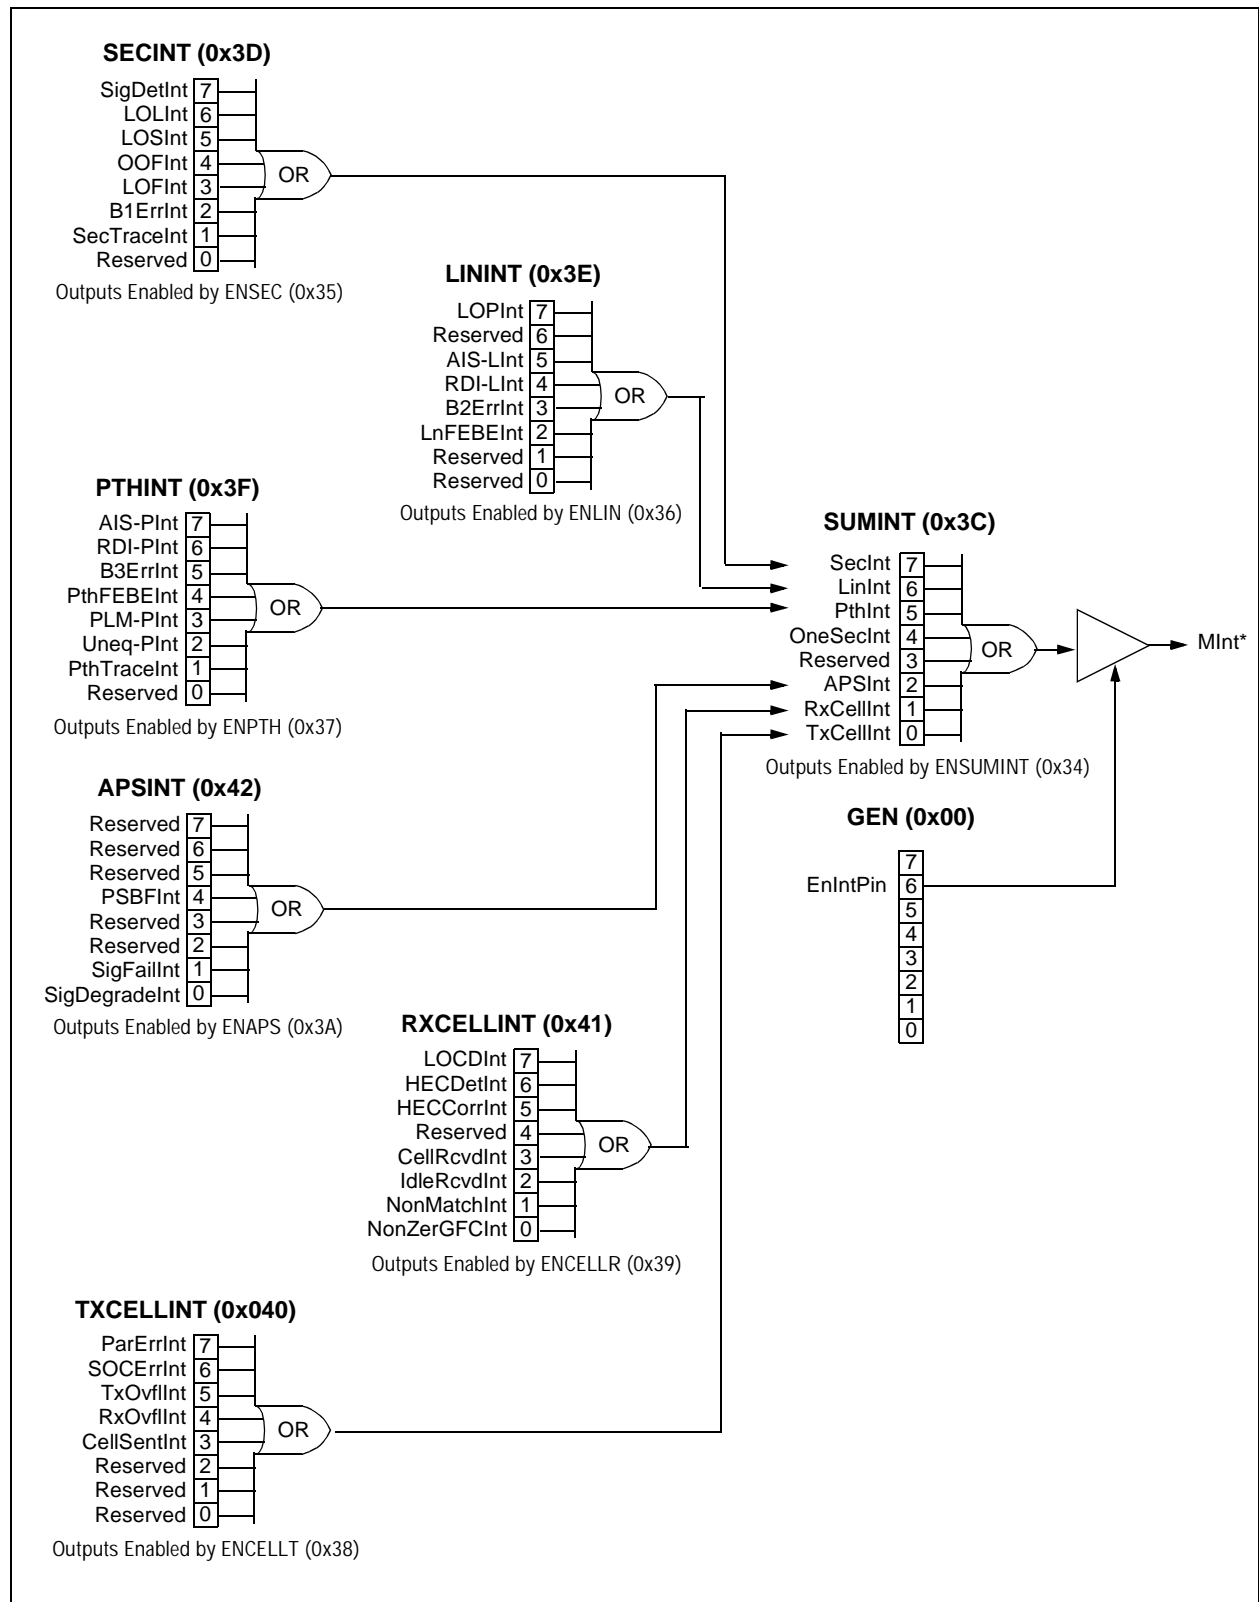 SECINT (0x3D)
SigDetInt 7
LOLInt 6
LOSInt 5
OOFInt 4
LOFInt 3
B1ErrInt 2
SecTraceInt 1
Reserved 0
OR
Outputs Enabled by ENSEC (0x35)
LININT (0x3E)
LOPInt 7
Reserved 6
AIS-LInt 5
RDI-LInt 4
B2ErrInt 3
LnFEBEInt 2
Reserved 1
Reserved 0
OR
Outputs Enabled by ENLIN (0x36)
PTHINT (0x3F)
AIS-PInt 7
RDI-PInt 6
B3ErrInt 5
PthFEBEInt 4
PLM-PInt 3
Uneq-PInt 2
PthTraceInt 1
Reserved 0
OR
Outputs Enabled by ENPTH (0x37)
SUMINT (0x3C)
SecInt 7
LinInt 6
PthInt 5
OneSecInt 4
Reserved 3
APSInt 2
RxCellInt 1
TxCellInt 0
OR
MInt*
Outputs Enabled by ENSUMINT (0x34)
APSINT (0x42)
Reserved 7
Reserved 6
Reserved 5
PSBFInt 4
Reserved 3
Reserved 2
SigFailInt 1
SigDegradeInt 0
OR
Outputs Enabled by ENAPS (0x3A)
GEN (0x00)
7
EnIntPin 6
5
4
3
2
1
0
RXCELLINT (0x41)
LOCDInt 7
HECDetInt 6
HECCorrInt 5
Reserved 4
CellRcvdInt 3
IdleRcvdInt 2
NonMatchInt 1
NonZerGFCInt 0
OR
Outputs Enabled by ENCELLR (0x39)
TXCELLINT (0x040)
ParErrInt 7
SOCErrInt 6
TxOvflInt 5
RxOvflInt 4
CellSentInt 3
Reserved 2
Reserved 1
Reserved 0
OR
Outputs Enabled by ENCELLT (0x38)